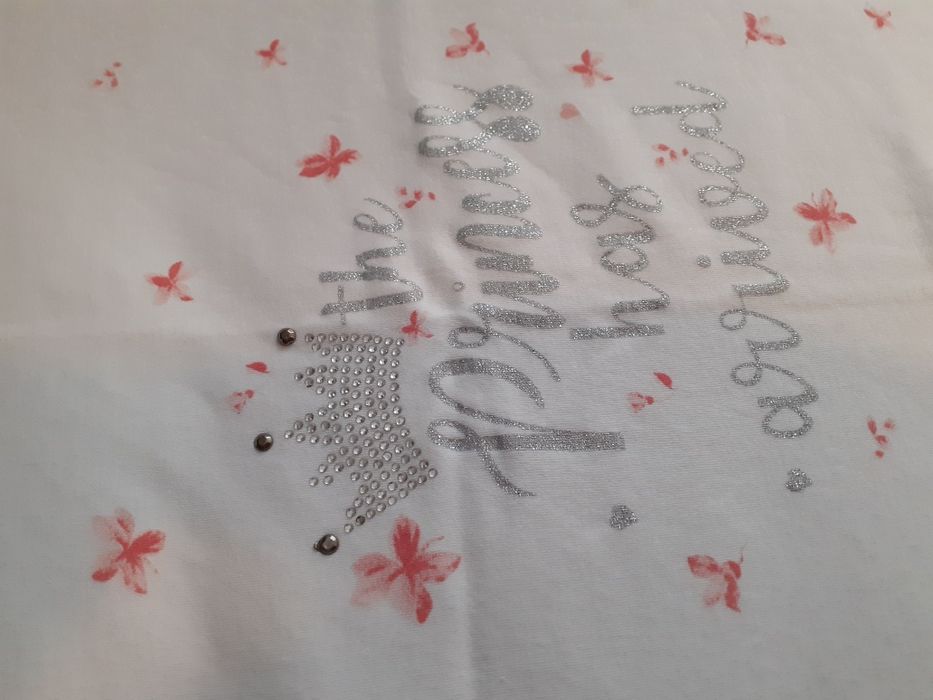 the
Princess
has
arrived